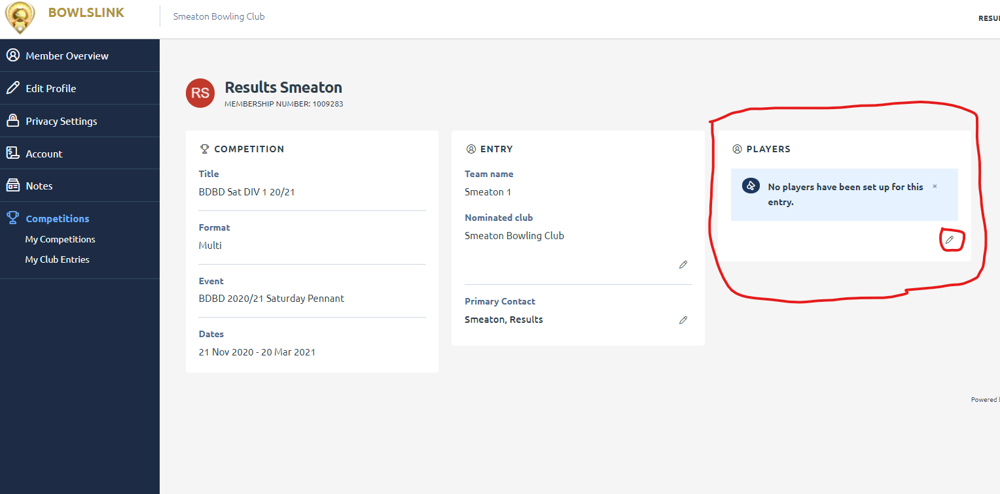 BOWLSLINK
Smeaton Bowling Club
RESU
Member Overview
Edit Profile
Privacy Settings
Account
Notes
Competitions
My Competitions
My Club Entries
RS
Results Smeaton
MEMBERSHIP NUMBER: 1009283
COMPETITION
Title
BDBD Sat DIV 1 20/21
Format
Multi
Event
BDBD 2020/21 Saturday Pennant
Dates
21 Nov 2020 - 20 Mar 2021
ENTRY
Team name
Smeaton 1
Nominated club
Smeaton Bowling Club
Primary Contact
Smeaton, Results
PLAYERS
No players have been set up for this ×
entry.
Powered